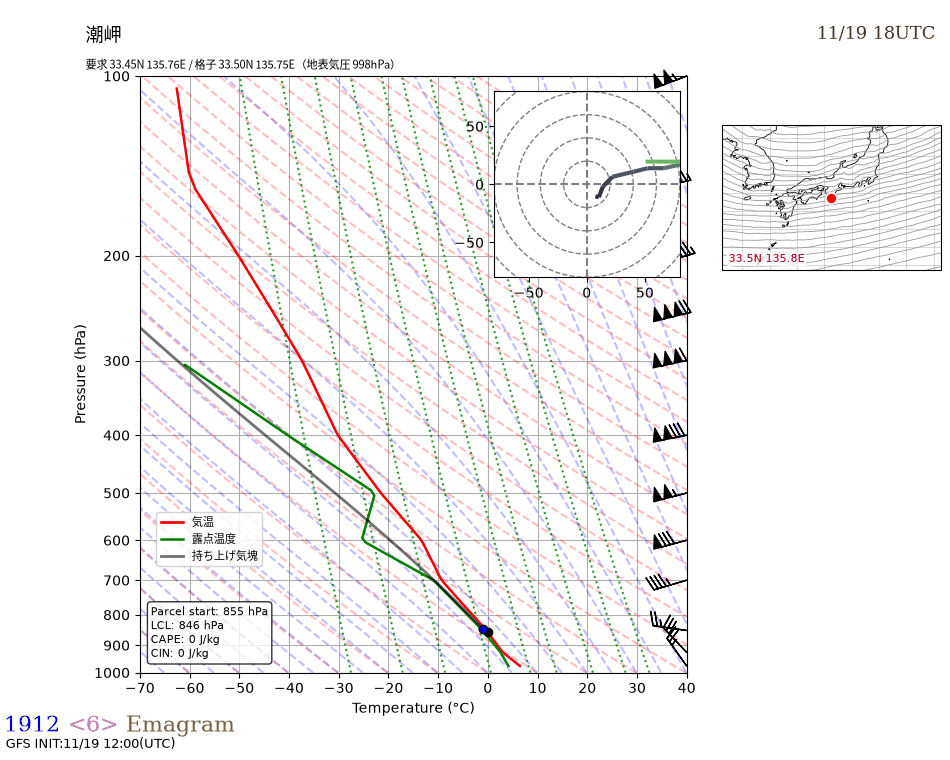 潮岬
11/19 18UTC
要求 33.45N 135.76E / 格子 33.50N 135.75E（地表気圧 998hPa）
100
200
300
400
500
600
700
800
900
1000
Pressure (hPa)
50
0
−50
−50 0 50
33.5N 135.8E
気温
露点温度
持ち上げ気塊
Parcel start: 855 hPa
LCL: 846 hPa
CAPE: 0 J/kg
CIN: 0 J/kg
−70 −60 −50 −40 −30 −20 −10 0 10 20 30 40
Temperature (°C)
1912 <6> Emagram
GFS INIT:11/19 12:00(UTC)